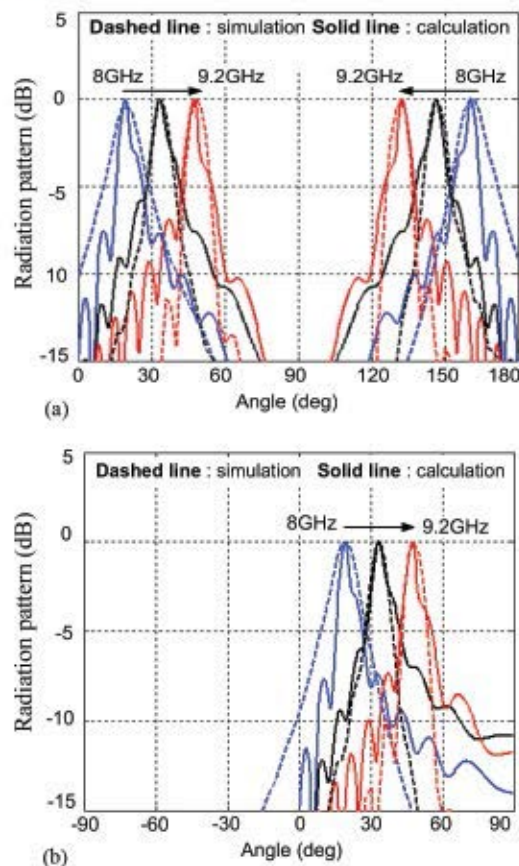 Dashed line : simulation Solid line : calculation
8GHz 9.2GHz 9.2GHz 8GHz
Radiation pattern (dB)
5
0
-5
10
-15
0 30 60 90 120 150 180
Angle (deg)
(a)
Dashed line : simulation Solid line : calculation
8GHz 9.2GHz
Radiation pattern (dB)
5
0
-5
-10
-15
-90 -60 -30 0 30 60 90
Angle (deg)
(b)